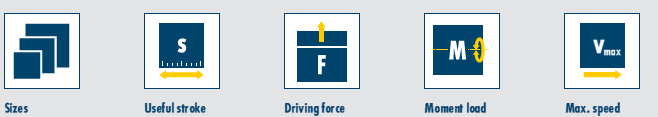 S
F
M
Vmax
Sizes
Useful stroke
Driving force
Moment load
Max. speed